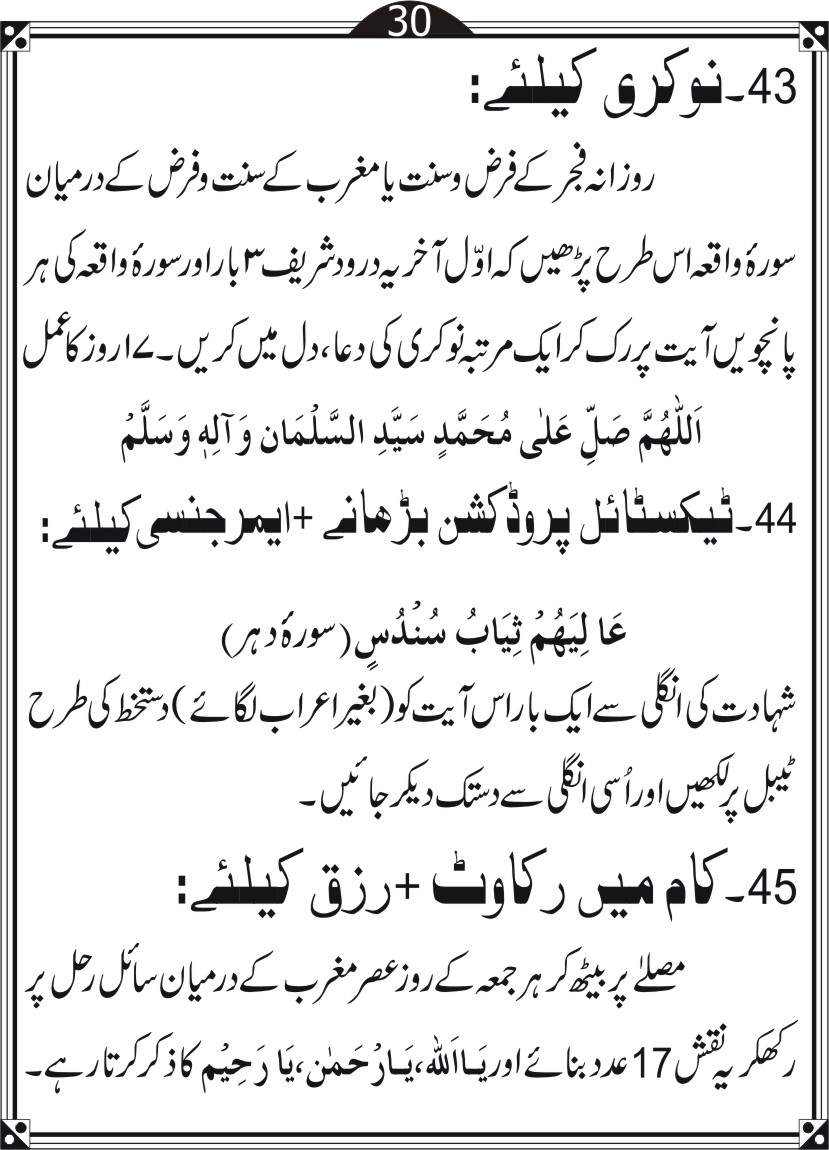 30
43۔نوکری کیلئے:
روزانہ فجر کے فرض وسنت یا مغرب کے سنت وفرض کے درمیان
سورۂ واقعہ اس طرح پڑھیں کہ اوّل آخر یہ درود شریف ۳ بار اور سورۂ واقعہ کی ہر
پانچویں آیت پر رک کر ایک مرتبہ نوکری کی دعا، دل میں کریں۔ ۱۷ روز کا عمل
اَللّٰهُمَّ صَلِّ عَلٰی مُحَمَّدٍ سَیَّدِ السَّلْمَان وَآلِهٖ وَسَلَّمْ
44۔ٹیکسٹائل پروڈکشن بڑھانے +ایمرجنسی کیلئے:
عَا لِیَهُمْ ثِیَابُ سُنْدُسٍ (سورۂ دہر)
شہادت کی انگلی سے ایک بار اس آیت کو (بغیر اعراب لگائے) دستخط کی طرح
ٹیبل پر لکھیں اور اُسی انگلی سے دستک دیکر جائیں۔
45۔کام میں رکاوٹ +رزق کیلئے:
مصلےٰ پر بیٹھ کر ہر جمعہ کے روز عصر مغرب کے درمیان سائل رحل پر
رکھکر یہ نقش 17 عدد بنائے اور یَااَللّٰه، یَارْحَمٰن، یَا رَحِیْم کا ذکر کرتا رہے۔